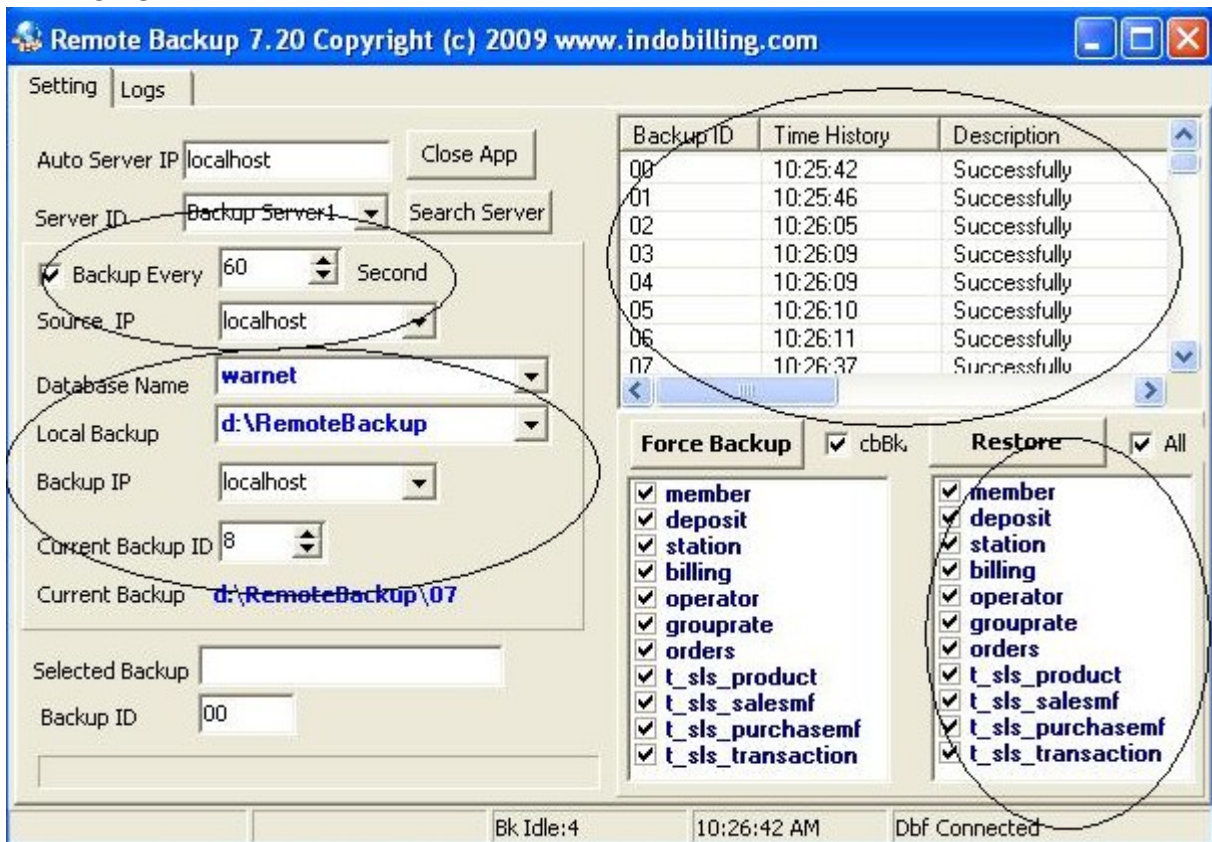 Remote Backup 7.20 Copyright (c) 2009 www.indobilling.com
Setting Logs
Auto Server IP localhost Close App
Server ID Backup Server1 Search Server
Backup Every 60 Second
Source IP localhost
Database Name warnet
Local Backup d:\RemoteBackup
Backup IP localhost
Current Backup ID 8
Current Backup d:\RemoteBackup\07
Selected Backup
Backup ID 00
Backup ID Time History Description
00 10:25:42 Successfully
01 10:25:46 Successfully
02 10:26:05 Successfully
03 10:26:09 Successfully
04 10:26:09 Successfully
05 10:26:10 Successfully
06 10:26:11 Successfully
07 10:26:37 Successfully
Force Backup cbBk Restore All
member
deposit
station
billing
operator
grouprate
orders
t_sls_product
t_sls_salesmf
t_sls_purchasemf
t_sls_transaction
member
deposit
station
billing
operator
grouprate
orders
t_sls_product
t_sls_salesmf
t_sls_purchasemf
t_sls_transaction
Bk Idle:4 10:26:42 AM Dbf Connected